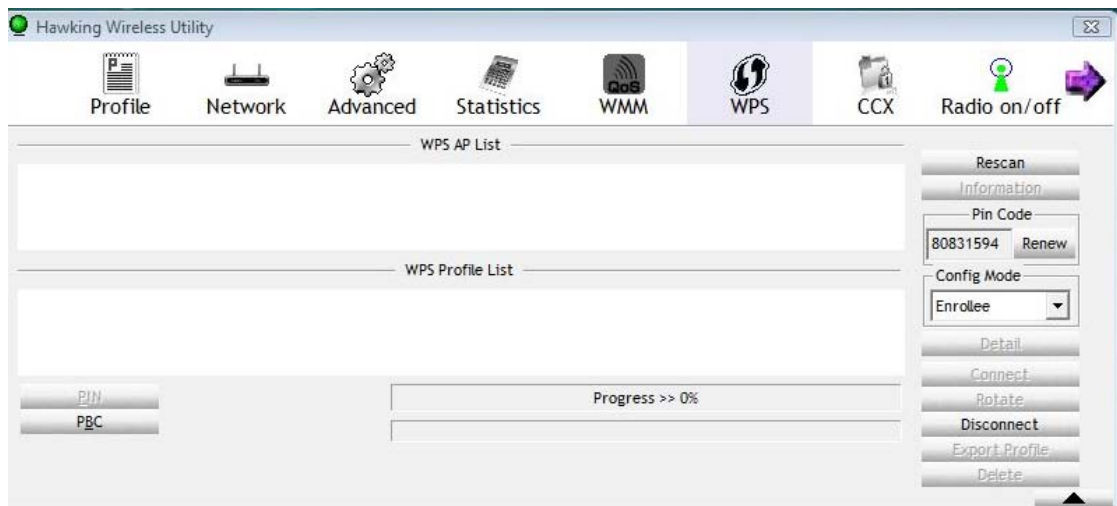 Hawking Wireless Utility
P
QoS
Profile Network Advanced Statistics WMM WPS CCX Radio on/off
WPS AP List
Rescan
Information
Pin Code
80831594 Renew
WPS Profile List
Config Mode
Enrollee
Detail
Connect
PIN
Progress >> 0%
Rotate
PBC
Disconnect
Export Profile
Delete